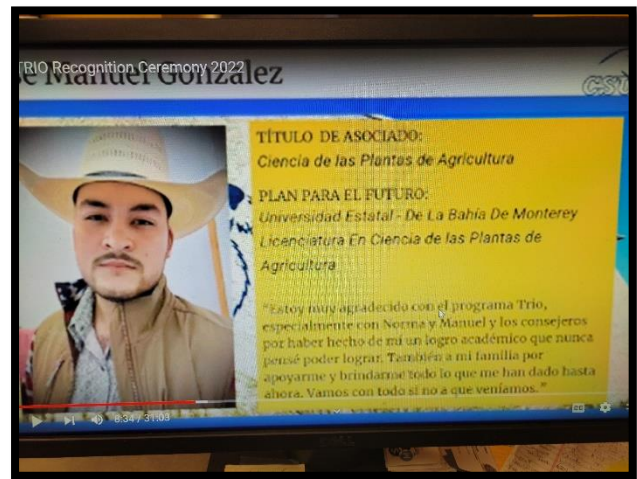 TRIO Recognition Ceremony 2022
Manuel González
TÍTULO DE ASOCIADO:
Ciencia de las Plantas de Agricultura
PLAN PARA EL FUTURO:
Universidad Estatal - De La Bahía De Monterey
Licenciatura En Ciencia de las Plantas de
Agricultura
"Estoy muy agradecido con el programa Trio,
especialmente con Norma y Manuel y los consejeros
por haber hecho de mi un logro académico que nunca
pensé poder lograr. También a mi familia por
apoyarme y brindarme todo lo que me han dado hasta
ahora. Vamos con todo si no a que veníamos."
8:34 / 31:03
CC